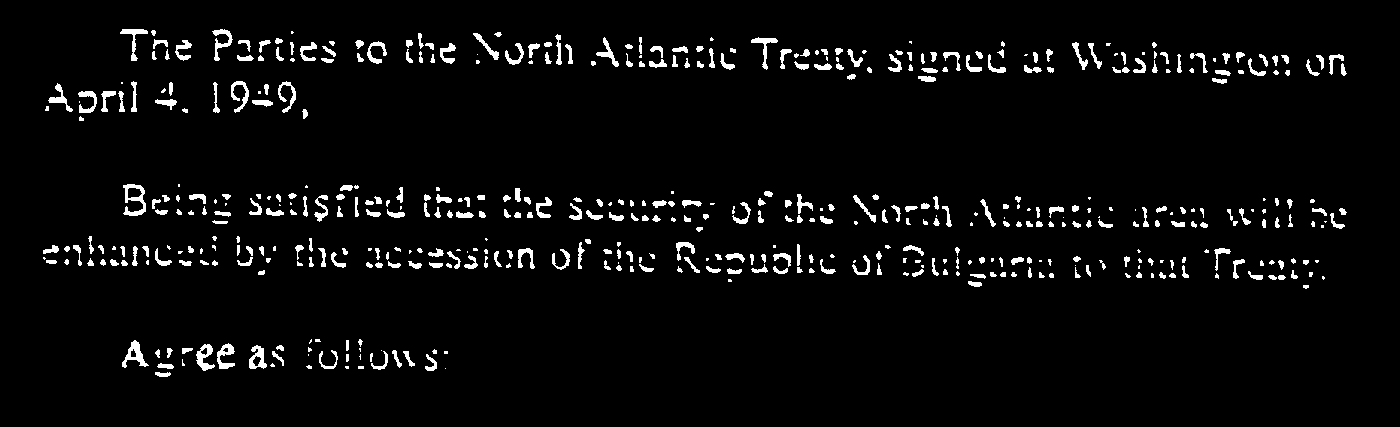 The Parties to the North Atlantic Treaty, signed at Washington on
April 4, 1949,
Being satisfied that the security of the North Atlantic area will be
enhanced by the accession of the Republic of Bulgaria to that Treaty,
Agree as follows: